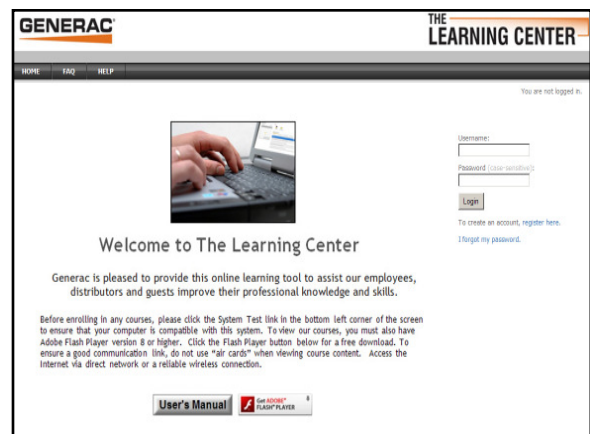 GENERAC
THE
LEARNING CENTER
HOME FAQ HELP
You are not logged in.
Username:
Password (case sensitive):
Login
To create an account, register here.
I forgot my password.
Welcome to The Learning Center
Generac is pleased to provide this online learning tool to assist our employees,
distributors and guests improve their professional knowledge and skills.
Before enrolling in any courses, please click the System Test link in the bottom left corner of the screen
to ensure that your computer is compatible with this system. To view our courses, you must also have
Adobe Flash Player version 8 or higher. Click the Flash Player button below for a free download. To
ensure a good communication link, do not use "air cards" when viewing course content. Access the
Internet via direct network or a reliable wireless connection.
User's Manual
Get ADOBE®
FLASH® PLAYER